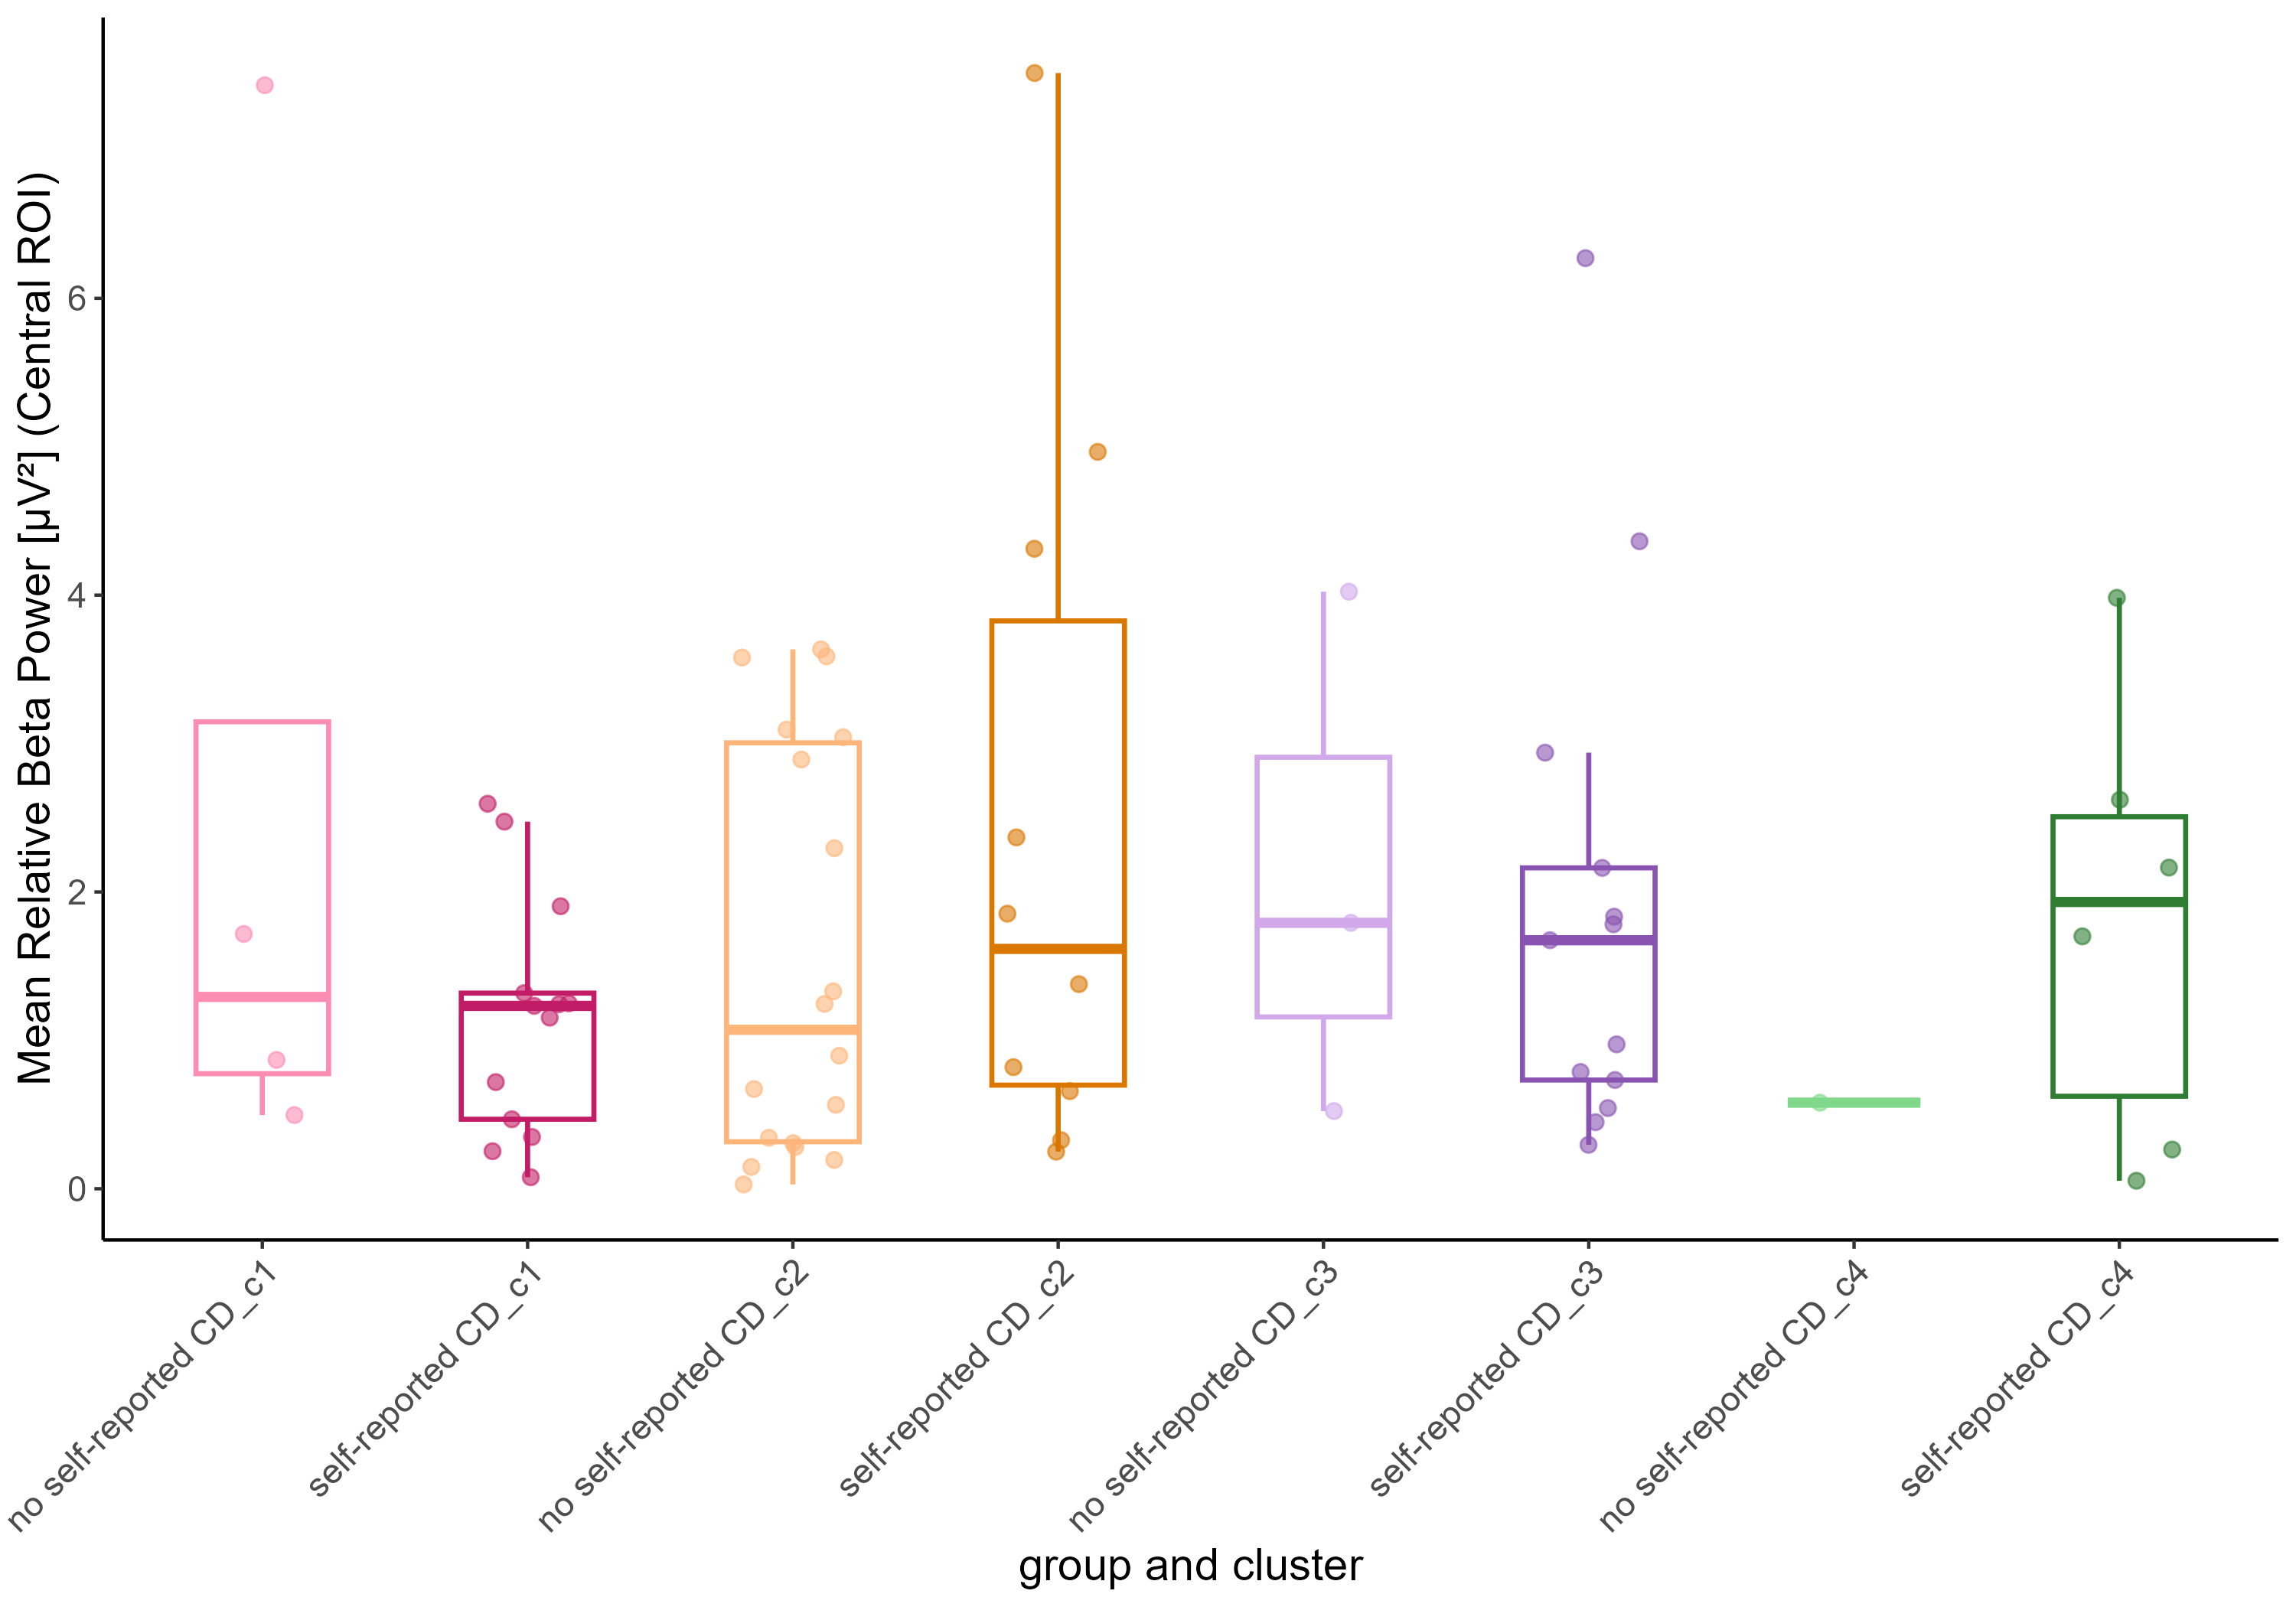 Mean Relative Beta Power [µV²] (Central ROI)
6
4
2
0
no self-reported CD_c1
self-reported CD_c1
no self-reported CD_c2
self-reported CD_c2
no self-reported CD_c3
self-reported CD_c3
no self-reported CD_c4
self-reported CD_c4
group and cluster